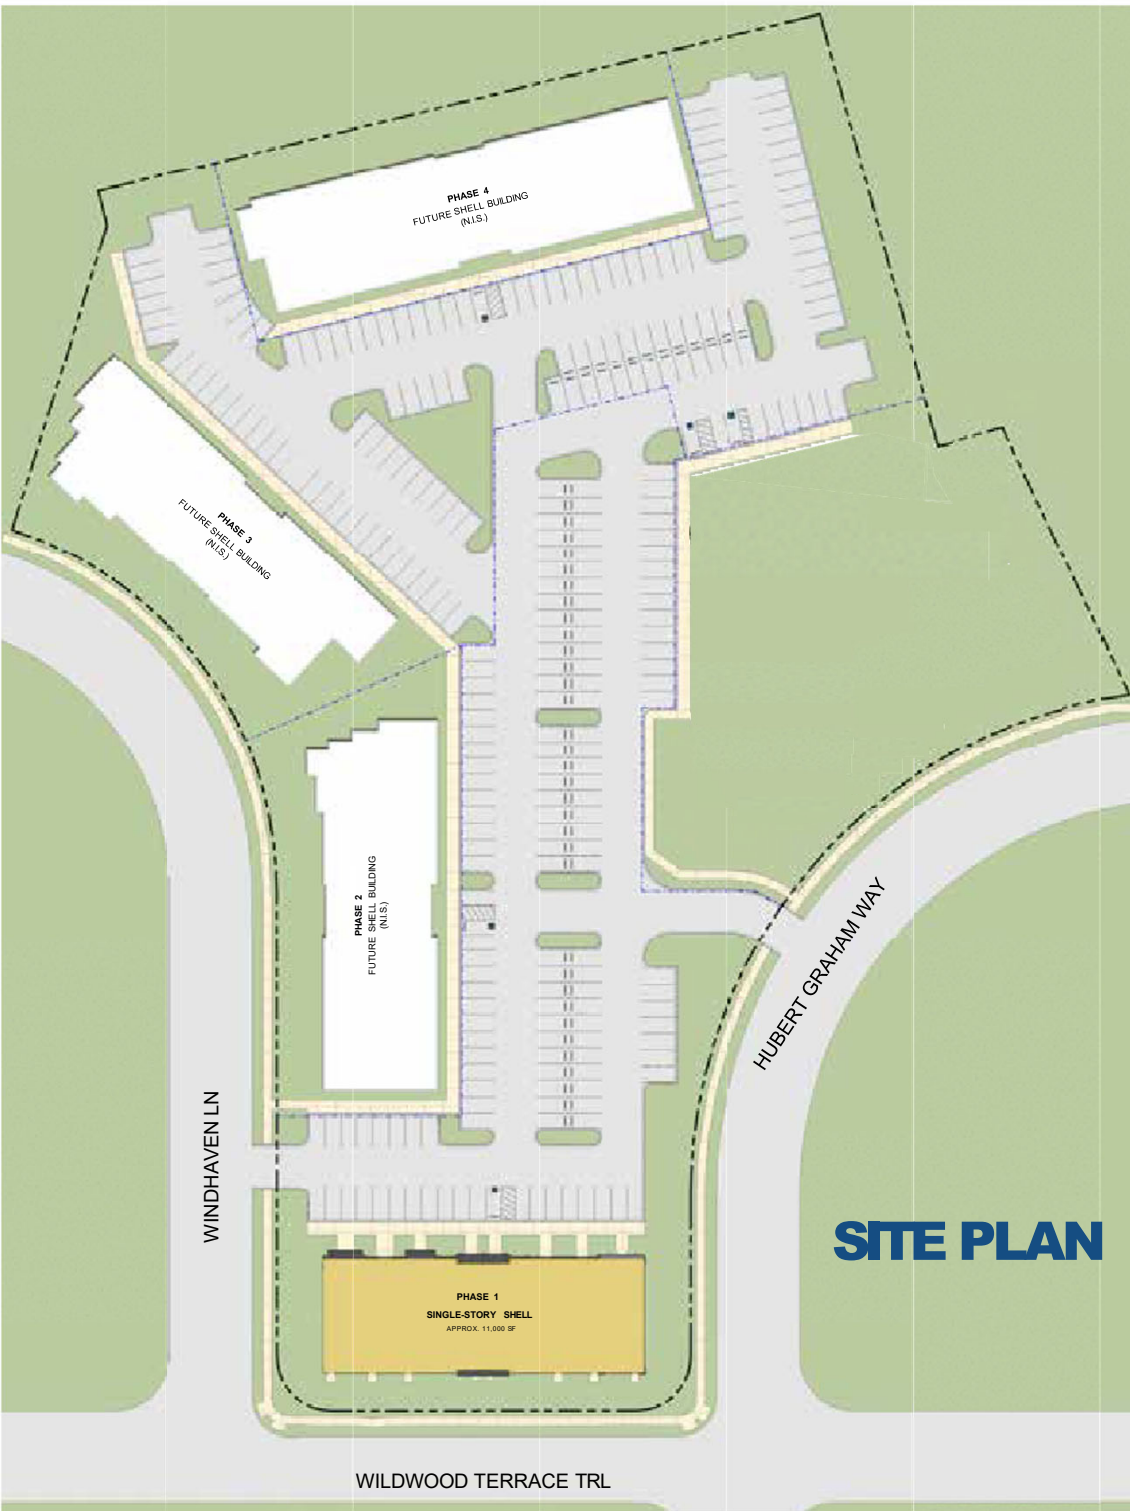 PHASE 4
FUTURE SHELL BUILDING
(N.I.S.)
PHASE 3
FUTURE SHELL BUILDING
(N.I.S.)
PHASE 2
FUTURE SHELL BUILDING
(N.I.S.)
HUBERT GRAHAM WAY
WINDHAVEN LN
SITE PLAN
PHASE 1
SINGLE-STORY SHELL
APPROX. 11,000 SF
WILDWOOD TERRACE TRL